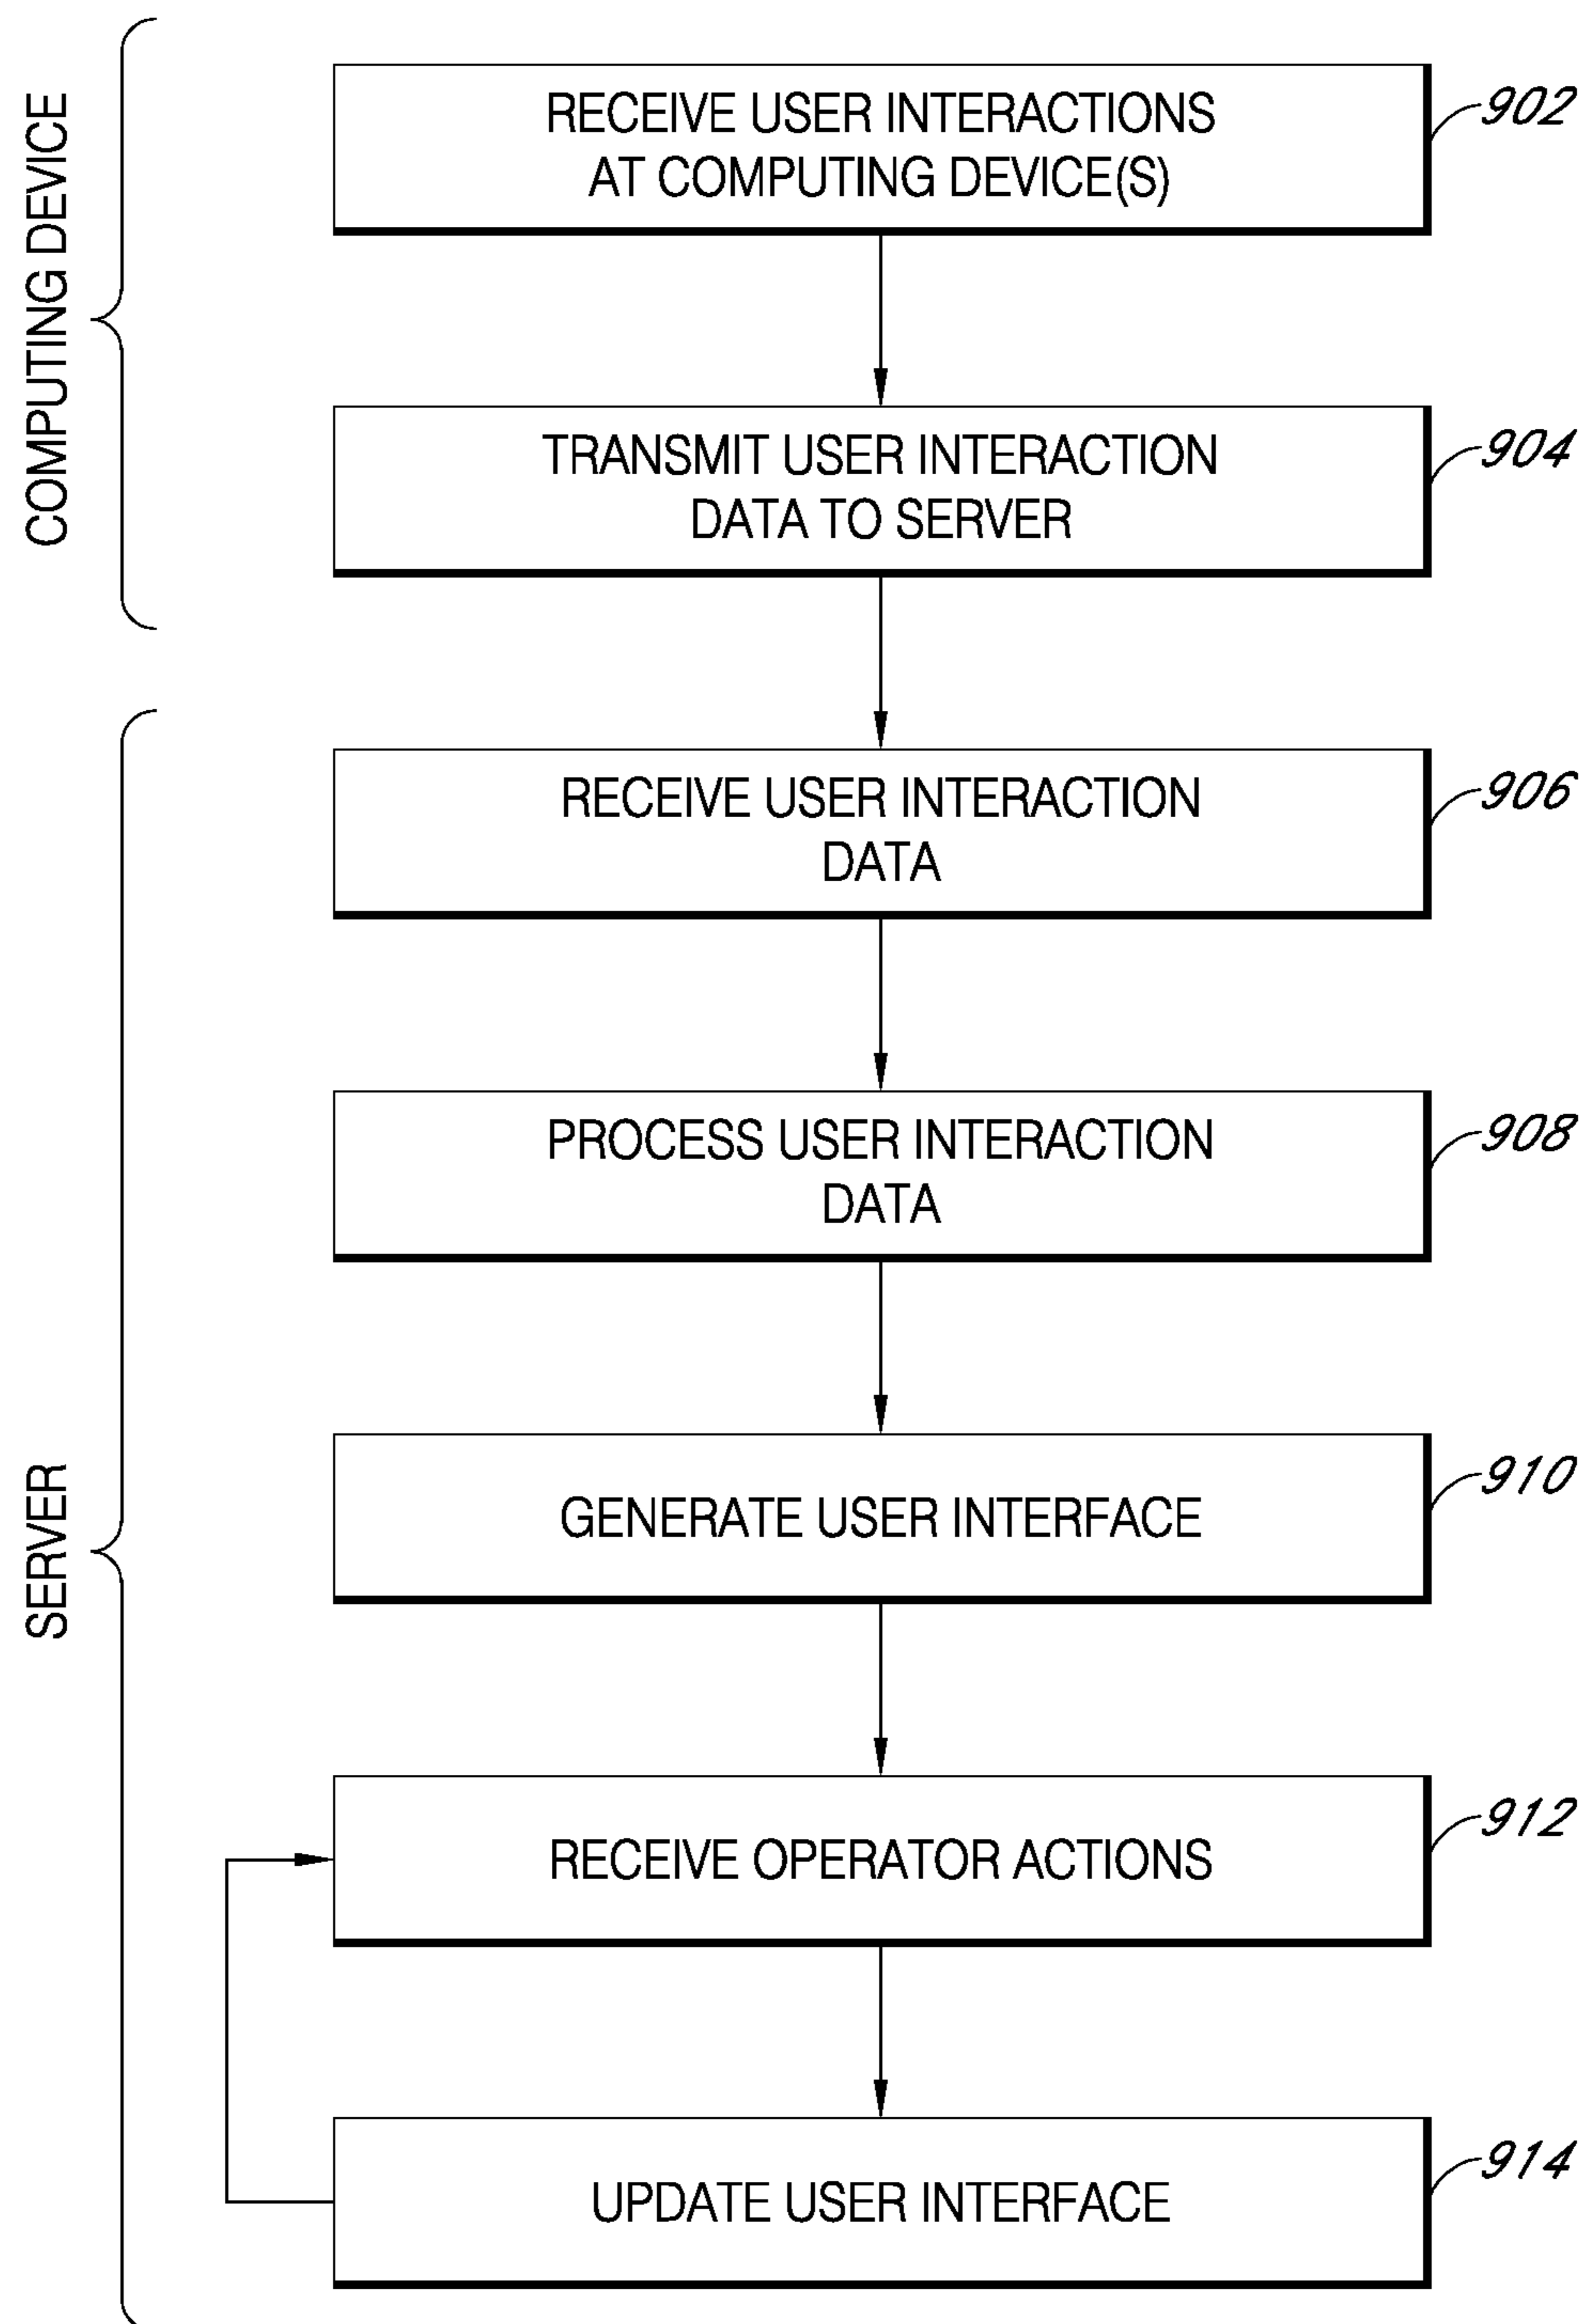 COMPUTING DEVICE
RECEIVE USER INTERACTIONS
AT COMPUTING DEVICE(S)
902
TRANSMIT USER INTERACTION
DATA TO SERVER
904
SERVER
RECEIVE USER INTERACTION
DATA
906
PROCESS USER INTERACTION
DATA
908
GENERATE USER INTERFACE
910
RECEIVE OPERATOR ACTIONS
912
UPDATE USER INTERFACE
914